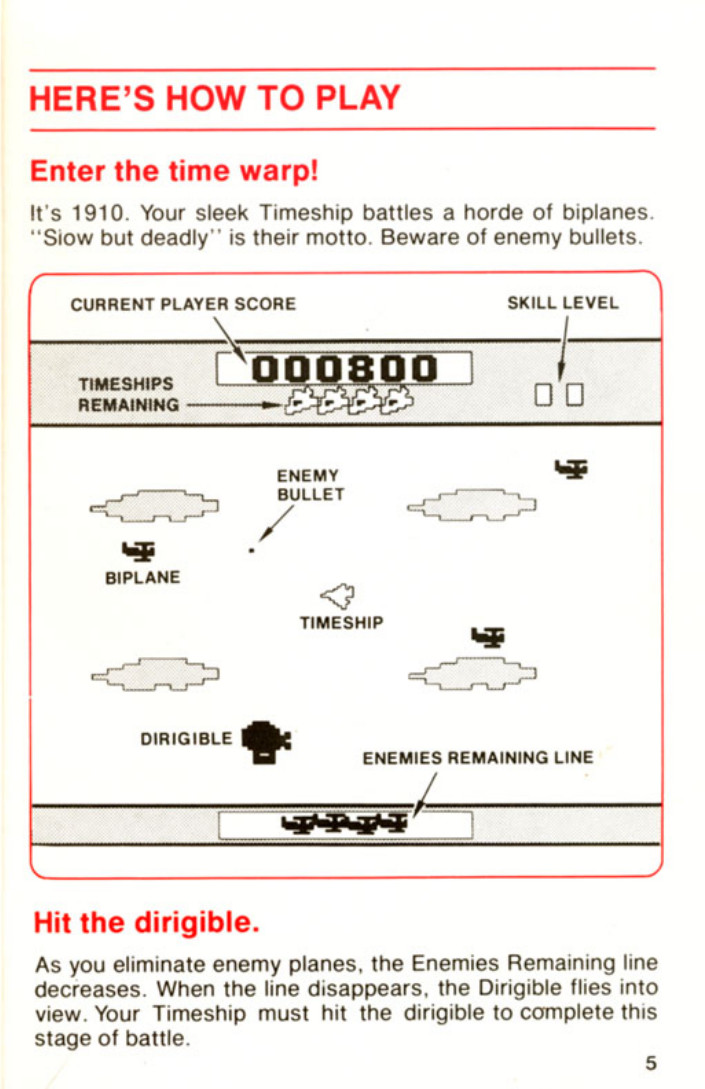 HERE'S HOW TO PLAY
Enter the time warp!
It's 1910. Your sleek Timeship battles a horde of biplanes.
"Slow but deadly" is their motto. Beware of enemy bullets.
CURRENT PLAYER SCORE
SKILL LEVEL
000800
TIMESHIPS
REMAINING
ENEMY
BULLET
BIPLANE
TIMESHIP
DIRIGIBLE
ENEMIES REMAINING LINE
Hit the dirigible.
As you eliminate enemy planes, the Enemies Remaining line
decreases. When the line disappears, the Dirigible flies into
view. Your Timeship must hit the dirigible to complete this
stage of battle.
5